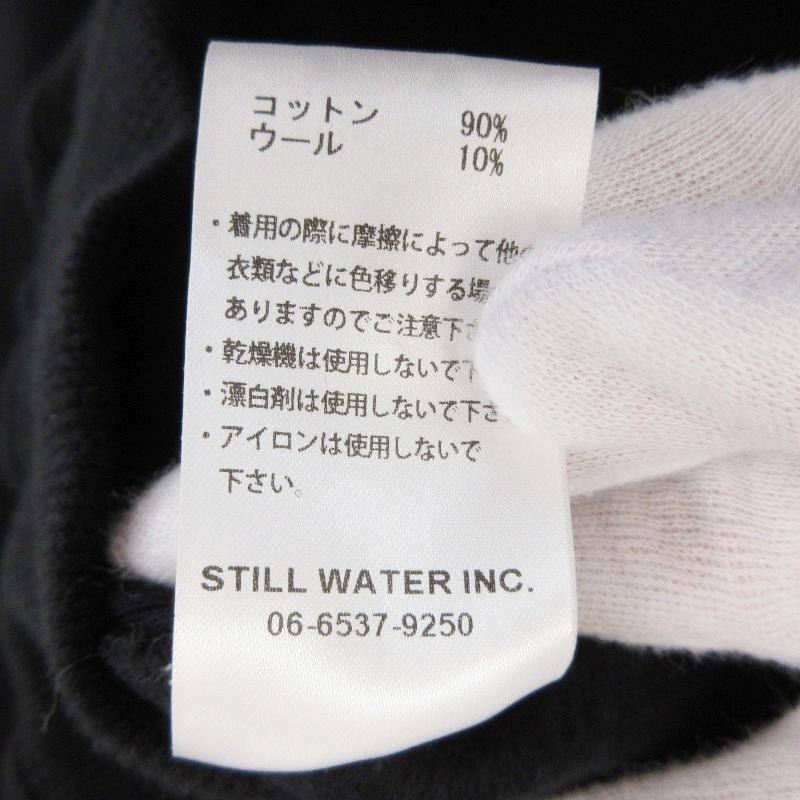 コットン 90%
ウール 10%
・着用の際に摩擦によって他
衣類などに色移りする場
ありますのでご注意下さ
・乾燥機は使用しないで下
・漂白剤は使用しないで下さ
・アイロンは使用しないで
下さい。
STILL WATER INC.
06-6537-9250